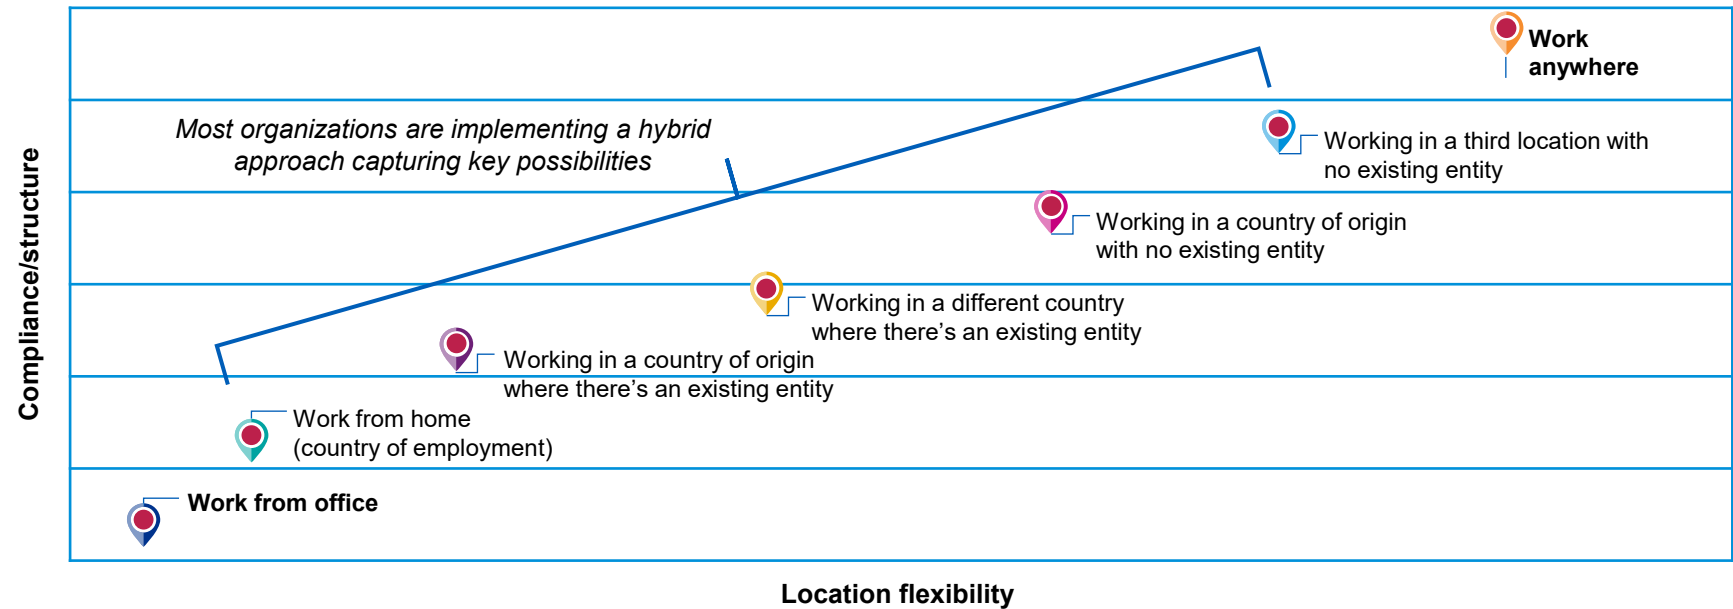 Work
anywhere
Most organizations are implementing a hybrid
approach capturing key possibilities
Working in a third location with
no existing entity
Working in a country of origin
with no existing entity
Working in a different country
where there’s an existing entity
Working in a country of origin
where there’s an existing entity
Work from home
(country of employment)
Work from office
Compliance/structure
Location flexibility